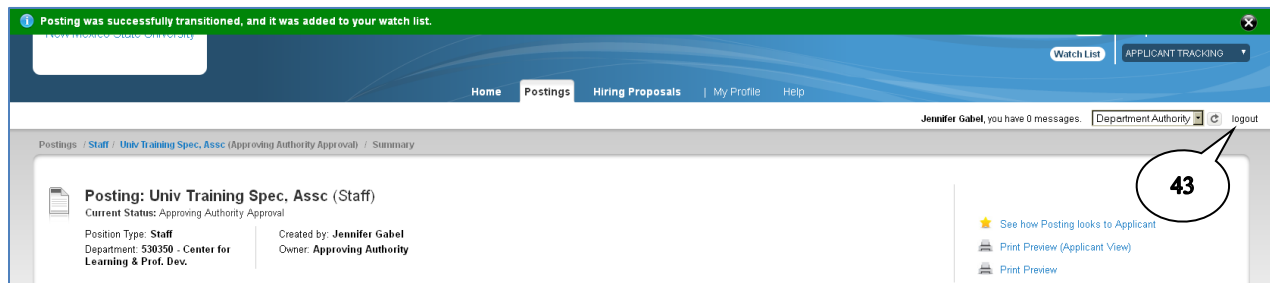 Posting was successfully transitioned, and it was added to your watch list.
New Mexico State University
Watch List APPLICANT TRACKING
Home Postings Hiring Proposals | My Profile Help
Jennifer Gabel, you have 0 messages. Department Authority logout
Postings / Staff / Univ Training Spec, Assc (Approving Authority Approval) / Summary
43
Posting: Univ Training Spec, Assc (Staff)
Current Status: Approving Authority Approval
Position Type: Staff
Department: 530350 - Center for
Learning & Prof. Dev.
Created by: Jennifer Gabel
Owner: Approving Authority
See how Posting looks to Applicant
Print Preview (Applicant View)
Print Preview